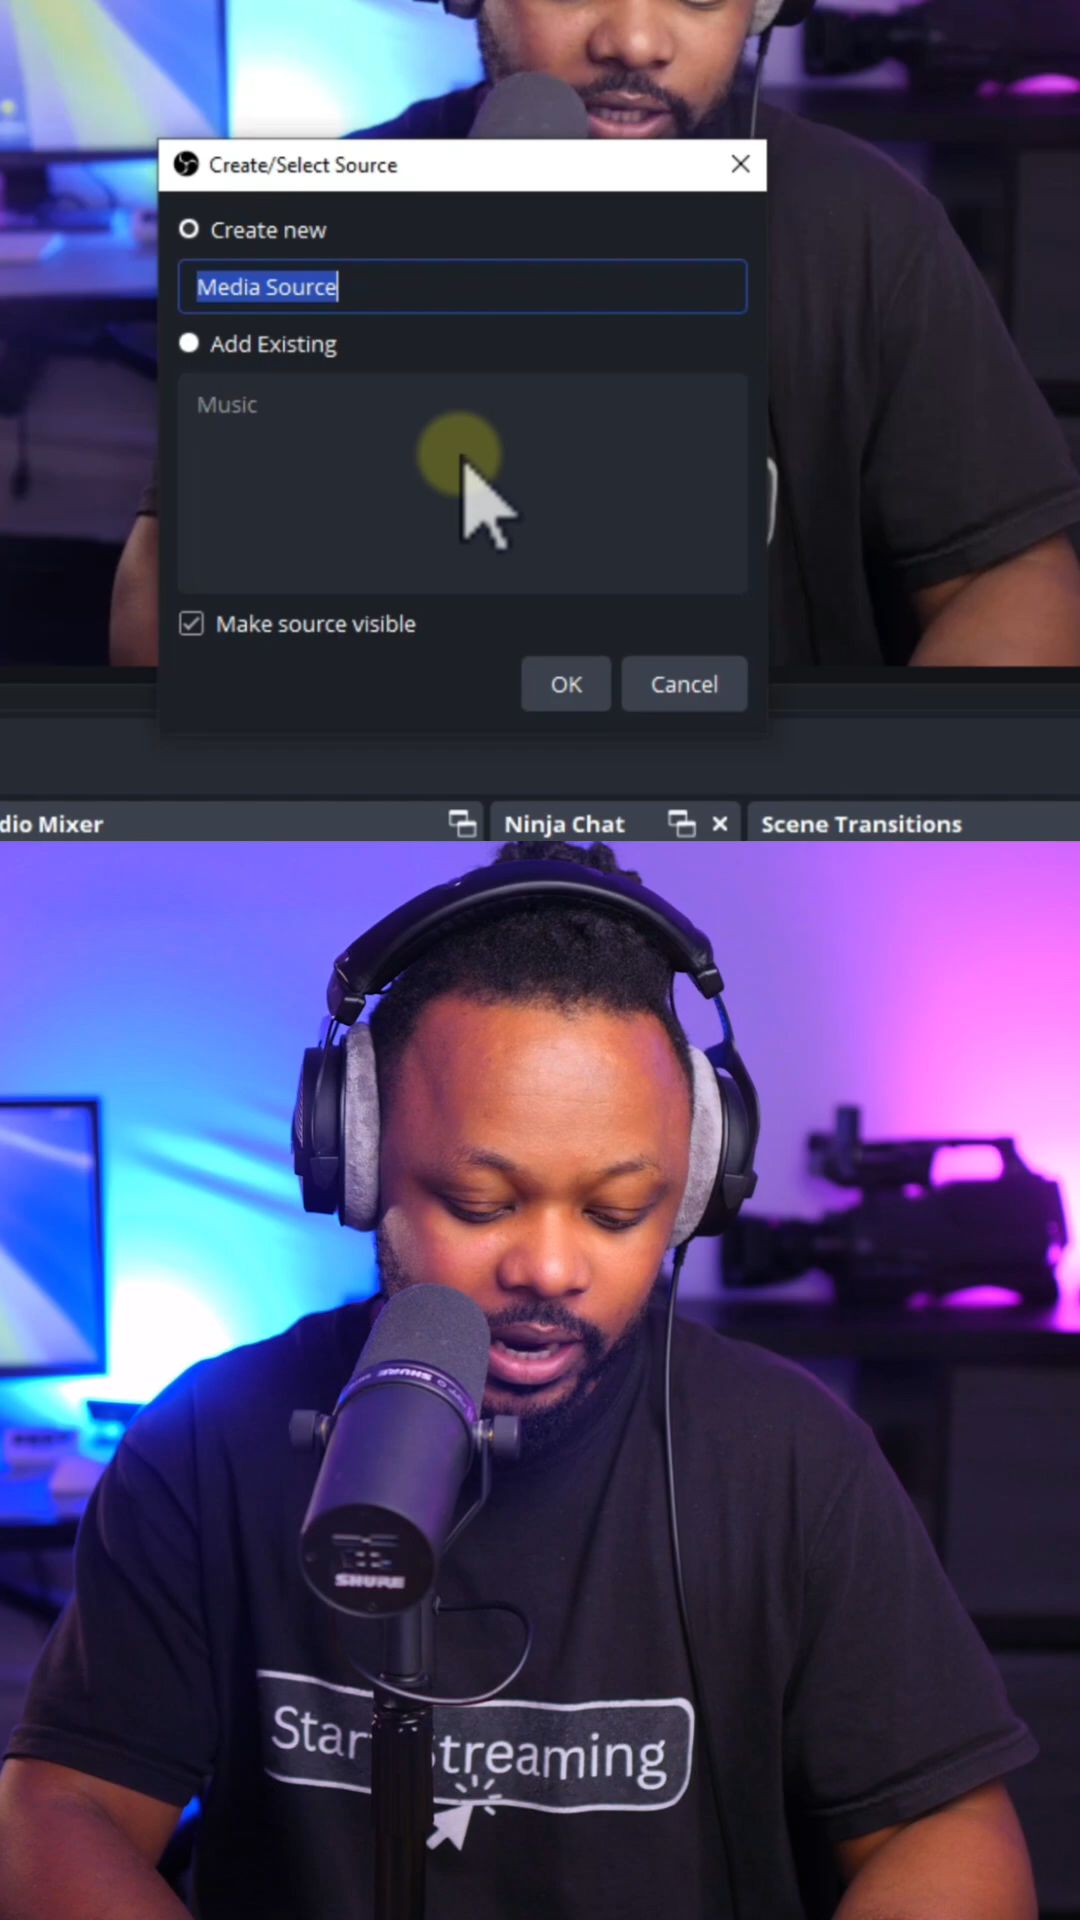 Create/Select Source
Create new
Media Source
Add Existing
Music
Make source visible
OK
Cancel
dio Mixer
Ninja Chat
Scene Transitions
SHURE
SHURE
Star
treaming